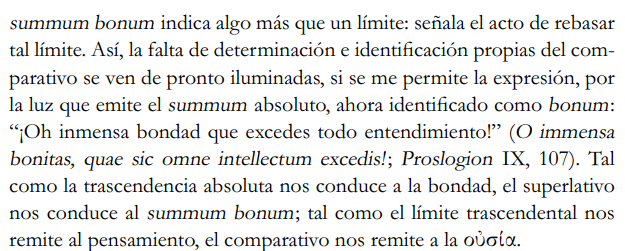 summum bonum indica algo más que un límite: señala el acto de rebasar
tal límite. Así, la falta de determinación e identificación propias del com-
parativo se ven de pronto iluminadas, si se me permite la expresión, por
la luz que emite el summum absoluto, ahora identificado como bonum:
“¡Oh inmensa bondad que excedes todo entendimiento!” (O immensa
bonitas, quae sic omne intellectum excedis!; Proslogion IX, 107). Tal
como la trascendencia absoluta nos conduce a la bondad, el superlativo
nos conduce al summum bonum; tal como el límite trascendental nos
remite al pensamiento, el comparativo nos remite a la οὐσία.